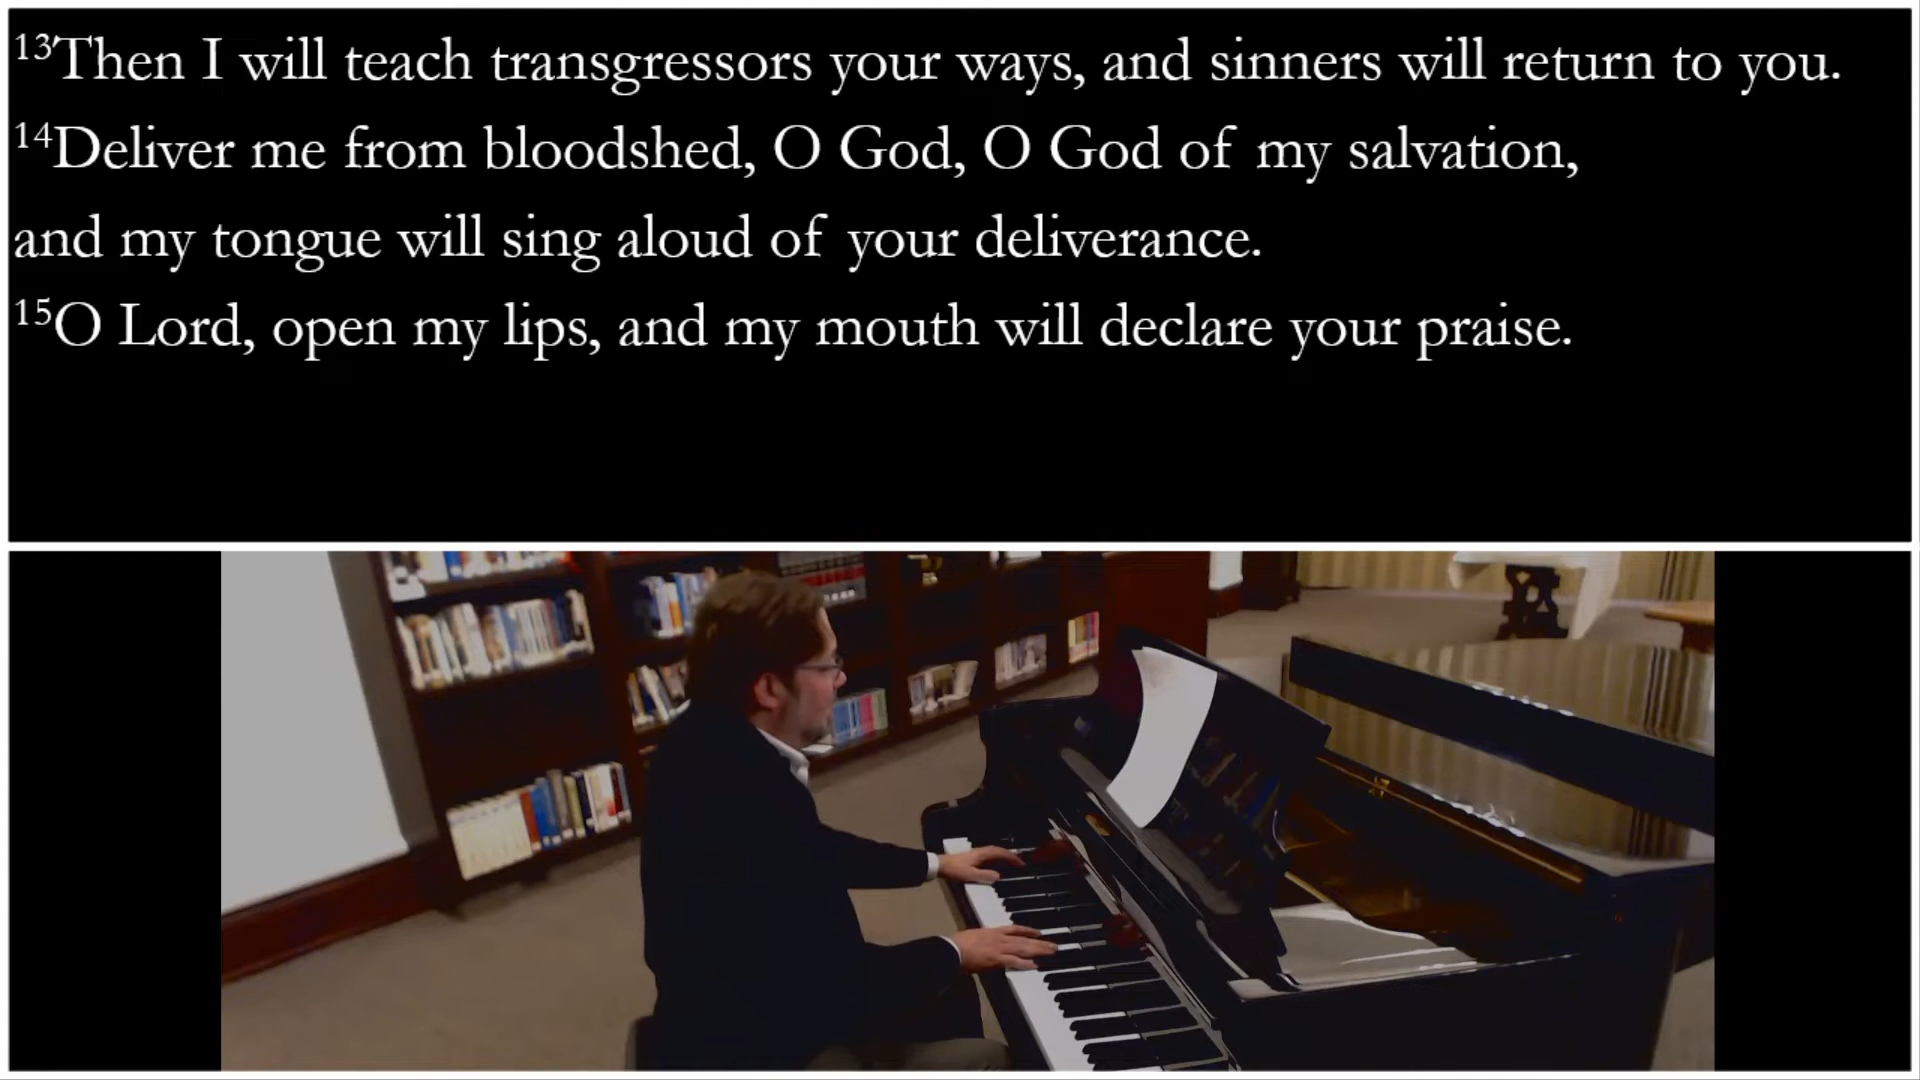 ¹³Then I will teach transgressors your ways, and sinners will return to you.
¹⁴Deliver me from bloodshed, O God, O God of my salvation,
and my tongue will sing aloud of your deliverance.
¹⁵O Lord, open my lips, and my mouth will declare your praise.